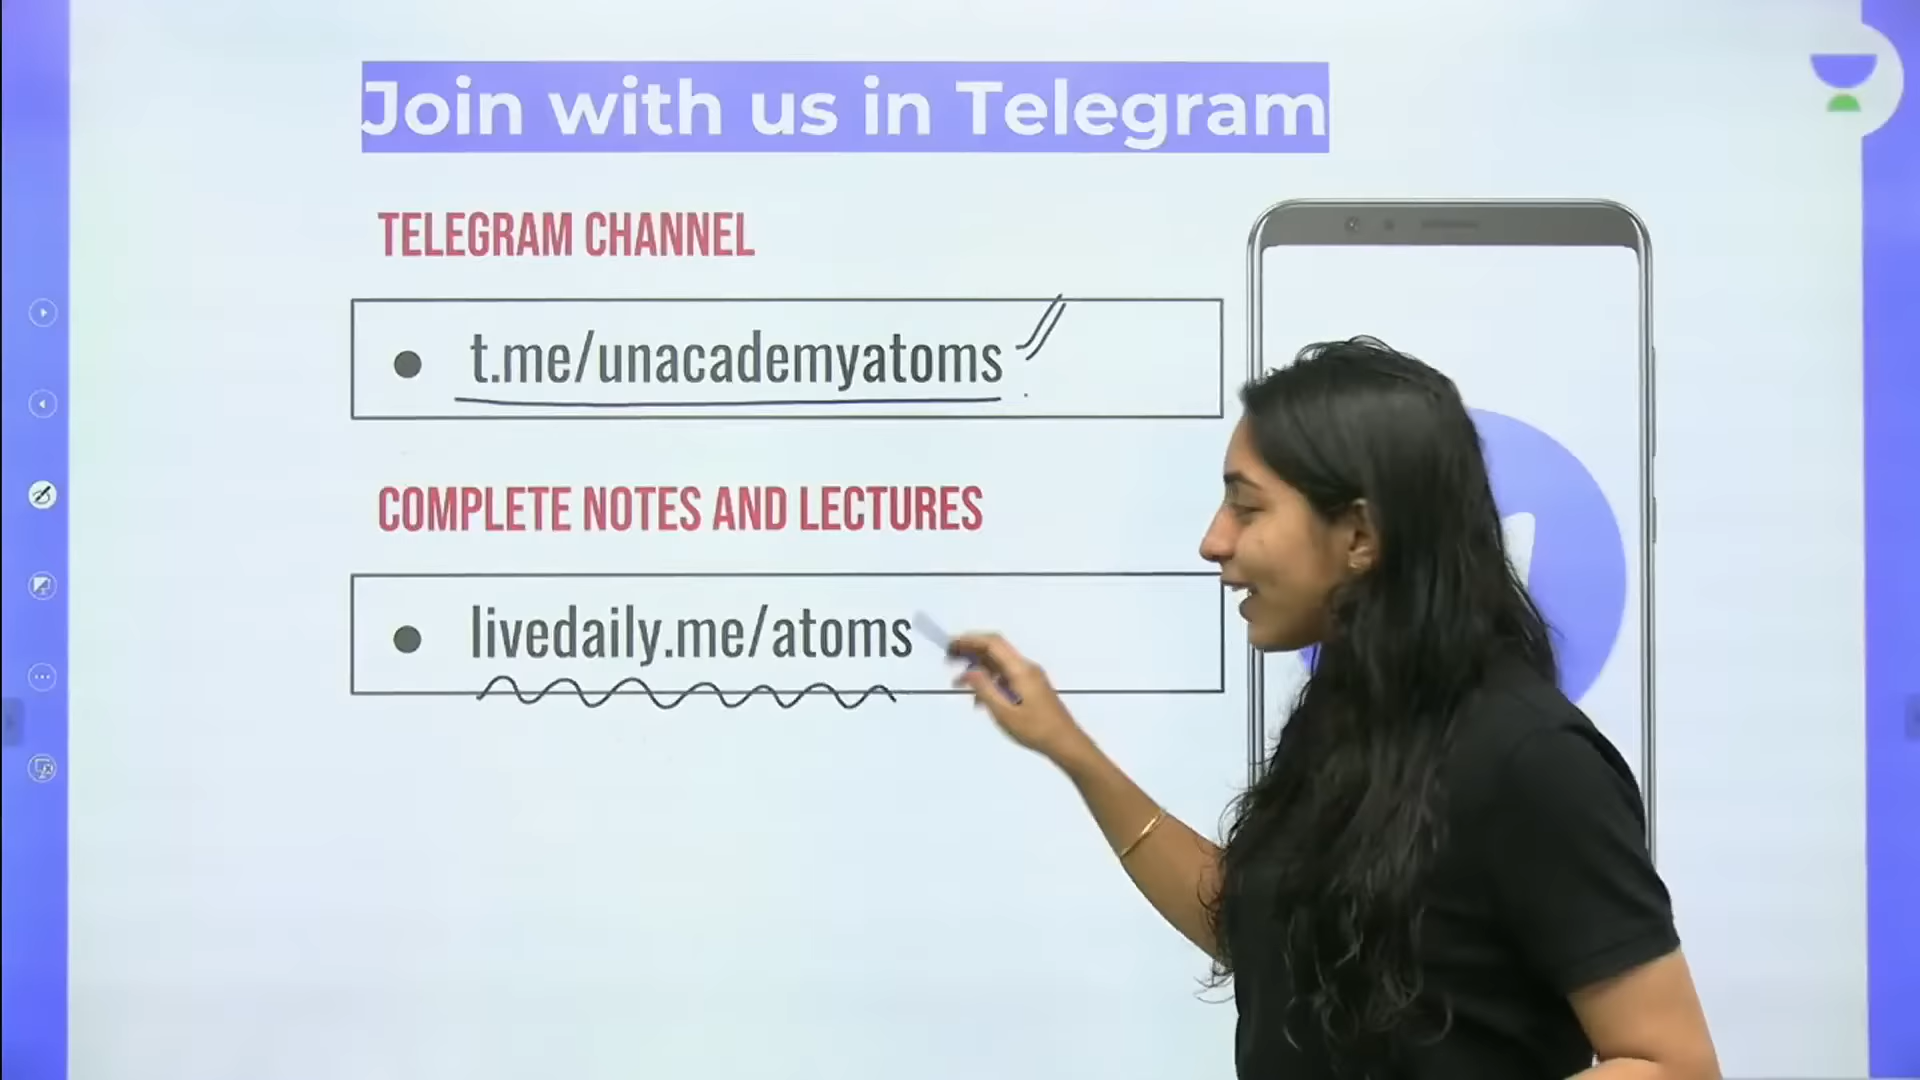 Join with us in Telegram
TELEGRAM CHANNEL
t.me/unacademyatoms
COMPLETE NOTES AND LECTURES
livedaily.me/atoms